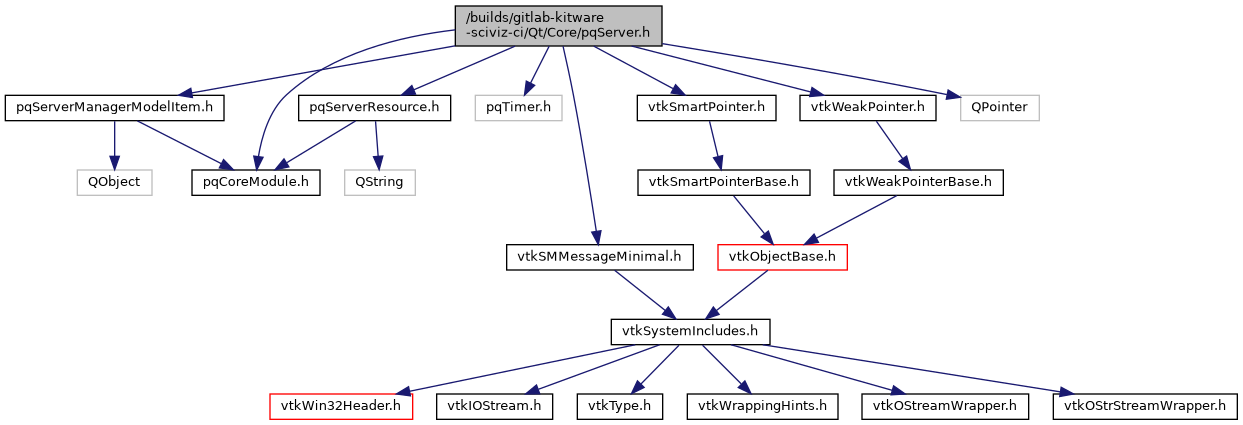 /builds/gitlab-kitware
-sciviz-ci/Qt/Core/pqServer.h
pqServerManagerModelItem.h
pqServerResource.h
pqTimer.h
vtkSmartPointer.h
vtkWeakPointer.h
QPointer
QObject
pqCoreModule.h
QString
vtkSmartPointerBase.h
vtkWeakPointerBase.h
vtkSMMessageMinimal.h
vtkObjectBase.h
vtkSystemIncludes.h
vtkWin32Header.h
vtkIOStream.h
vtkType.h
vtkWrappingHints.h
vtkOStreamWrapper.h
vtkOStrStreamWrapper.h